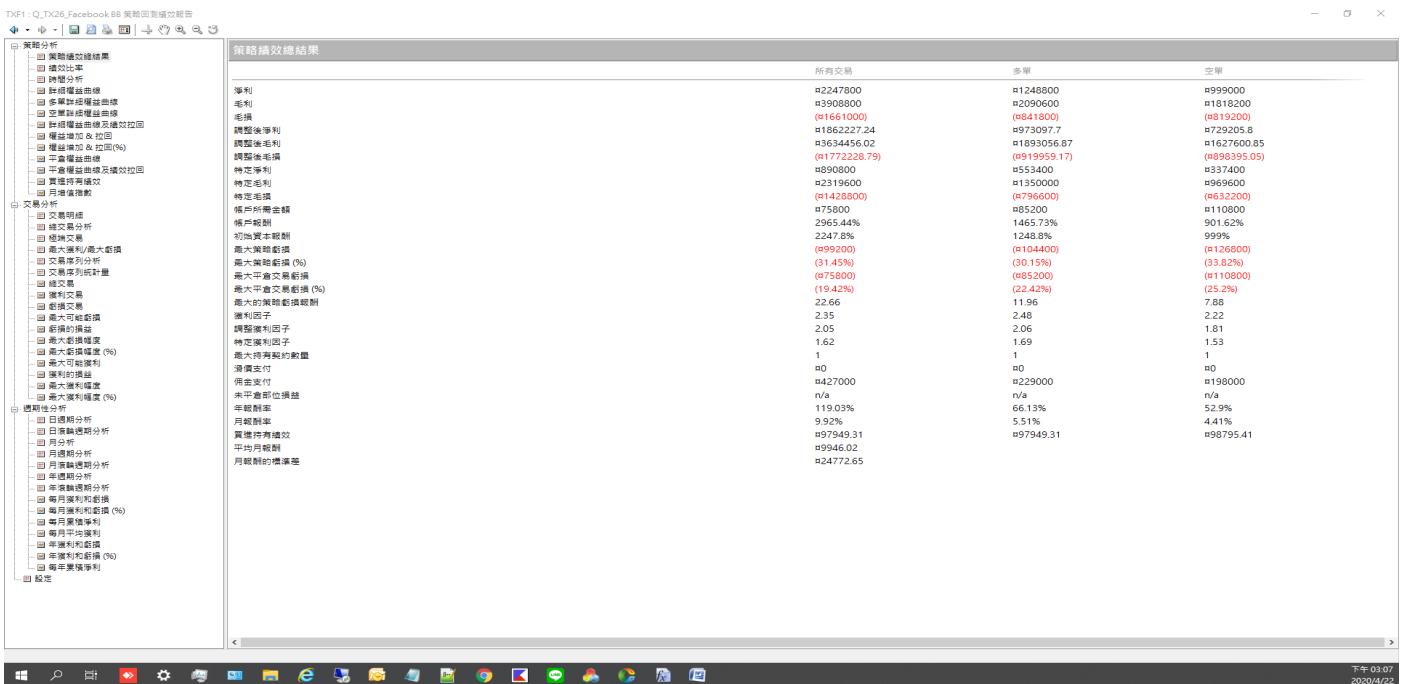 TXF1 : Q_TX26_Facebook BB 策略回測績效報告
策略分析
策略績效總結果
績效比率
時間分析
詳細權益曲線
多單詳細權益曲線
空單詳細權益曲線
詳細權益曲線及績效拉回
權益增加 & 拉回
權益增加 & 拉回(%)
平倉權益曲線
平倉權益曲線及績效拉回
買進持有績效
月增值指數
交易分析
交易明細
總交易分析
極端交易
最大獲利/最大虧損
交易序列分析
交易序列統計量
總交易
獲利交易
虧損交易
最大可能虧損
虧損的損益
最大虧損幅度
最大虧損幅度 (%)
最大可能獲利
獲利的損益
最大獲利幅度
最大獲利幅度 (%)
週期性分析
日週期分析
日滾輪週期分析
月分析
月週期分析
月滾輪週期分析
年週期分析
年滾輪週期分析
每月獲利和虧損
每月獲利和虧損 (%)
每月累積淨利
每月平均獲利
年獲利和虧損
年獲利和虧損 (%)
每年累積淨利
設定
策略績效總結果
所有交易 多單 空單
淨利 ¤2247800 ¤1248800 ¤999000
毛利 ¤3908800 ¤2090600 ¤1818200
毛損 (¤1661000) (¤841800) (¤819200)
調整後淨利 ¤1862227.24 ¤973097.7 ¤729205.8
調整後毛利 ¤3634456.02 ¤1893056.87 ¤1627600.85
調整後毛損 (¤1772228.79) (¤919959.17) (¤898395.05)
特定淨利 ¤890800 ¤553400 ¤337400
特定毛利 ¤2319600 ¤1350000 ¤969600
特定毛損 (¤1428800) (¤796600) (¤632200)
帳戶所需金額 ¤75800 ¤85200 ¤110800
帳戶報酬 2965.44% 1465.73% 901.62%
初始資本報酬 2247.8% 1248.8% 999%
最大策略虧損 (¤99200) (¤104400) (¤126800)
最大策略虧損 (%) (31.45%) (30.15%) (33.82%)
最大平倉交易虧損 (¤75800) (¤85200) (¤110800)
最大平倉交易虧損 (%) (19.42%) (22.42%) (25.2%)
最大的策略虧損報酬 22.66 11.96 7.88
獲利因子 2.35 2.48 2.22
調整獲利因子 2.05 2.06 1.81
特定獲利因子 1.62 1.69 1.53
最大持有契約數量 1 1 1
滑價支付 ¤0 ¤0 ¤0
佣金支付 ¤427000 ¤229000 ¤198000
未平倉部位損益 n/a n/a n/a
年報酬率 119.03% 66.13% 52.9%
月報酬率 9.92% 5.51% 4.41%
買進持有績效 ¤97949.31 ¤97949.31 ¤98795.41
平均月報酬 ¤9946.02
月報酬的標準差 ¤24772.65
下午 03:07
2020/4/22